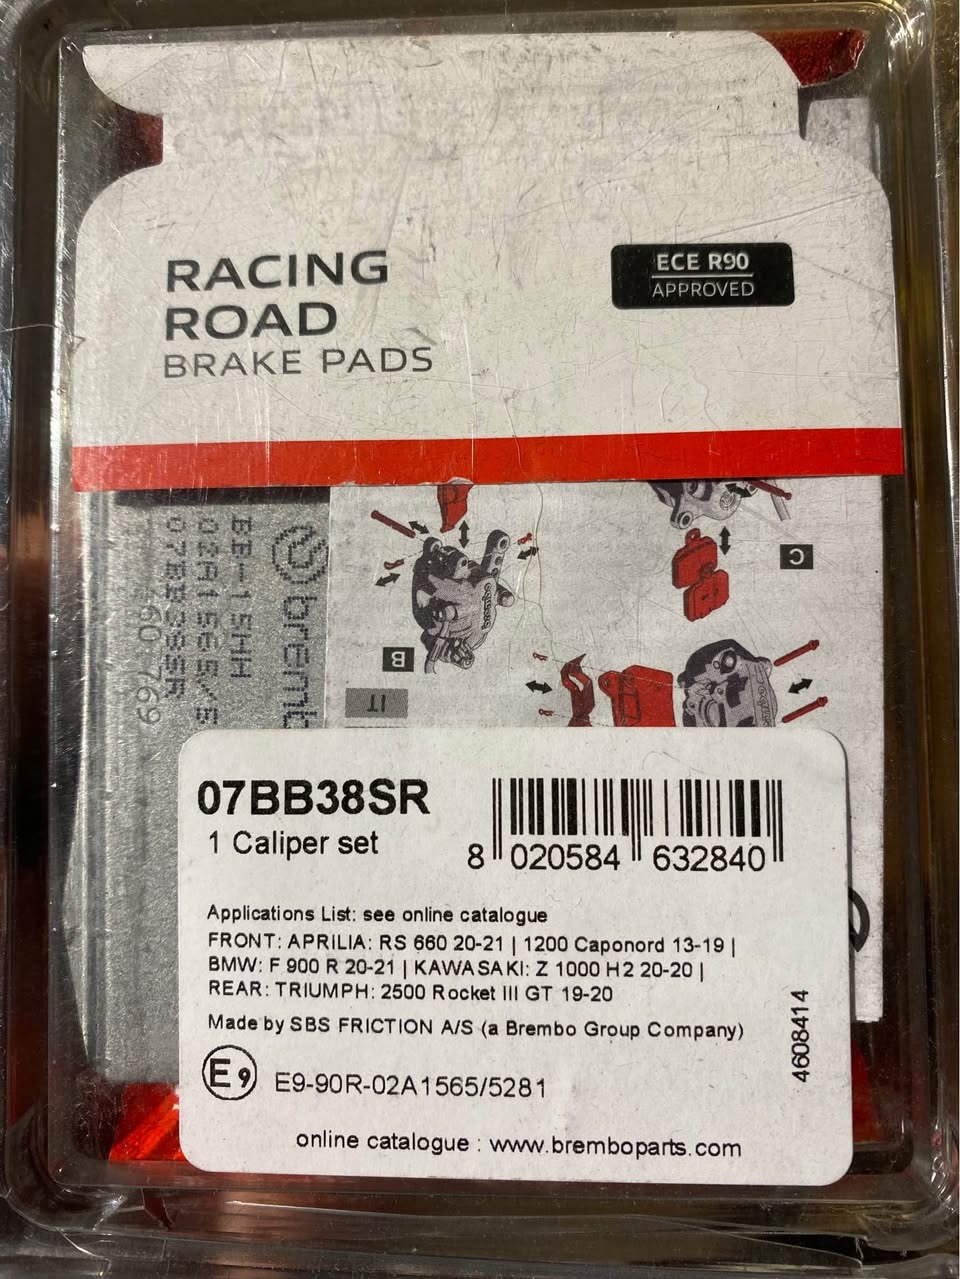 RACING
ROAD
BRAKE PADS
ECE R90
APPROVED
C
B
IT
EE-15HH
07BB38SR
07BB38SR
1 Caliper set
8 020584 632840
Applications List: see online catalogue
FRONT: APRILIA: RS 660 20-21 | 1200 Caponord 13-19 |
BMW: F 900 R 20-21 | KAWASAKI: Z 1000 H2 20-20 |
REAR: TRIUMPH: 2500 Rocket III GT 19-20
Made by SBS FRICTION A/S (a Brembo Group Company)
4608414
E9 E9-90R-02A1565/5281
online catalogue : www.bremboparts.com